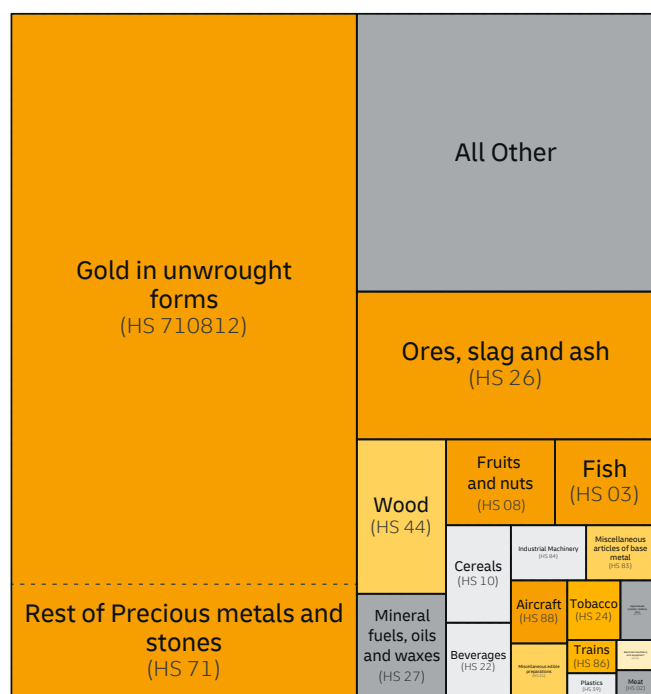 All Other
Gold in unwrought
forms
(HS 710812)
Ores, slag and ash
(HS 26)
Wood
(HS 44)
Fruits
and nuts
(HS 08)
Fish
(HS 03)
Cereals
(HS 10)
Industrial Machinery
(HS 84)
Miscellaneous
articles of base
metal
(HS 83)
Rest of Precious metals and
stones
(HS 71)
Mineral
fuels, oils
and waxes
(HS 27)
Beverages
(HS 22)
Aircraft
(HS 88)
Tobacco
(HS 24)
Miscellaneous edible
preparations
Trains
(HS 86)
Plastics
(HS 39)
Meat
(HS 02)